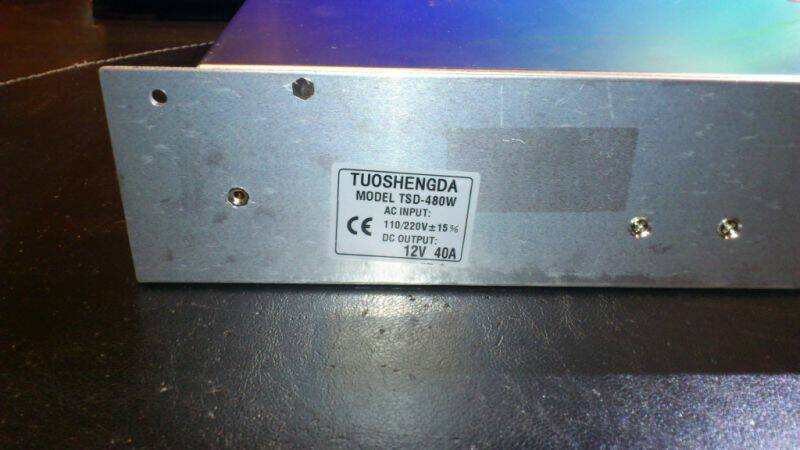 TUOSHENGDA
MODEL TSD-480W
AC INPUT:
CE 110/220V±15%
DC OUTPUT:
12V 40A